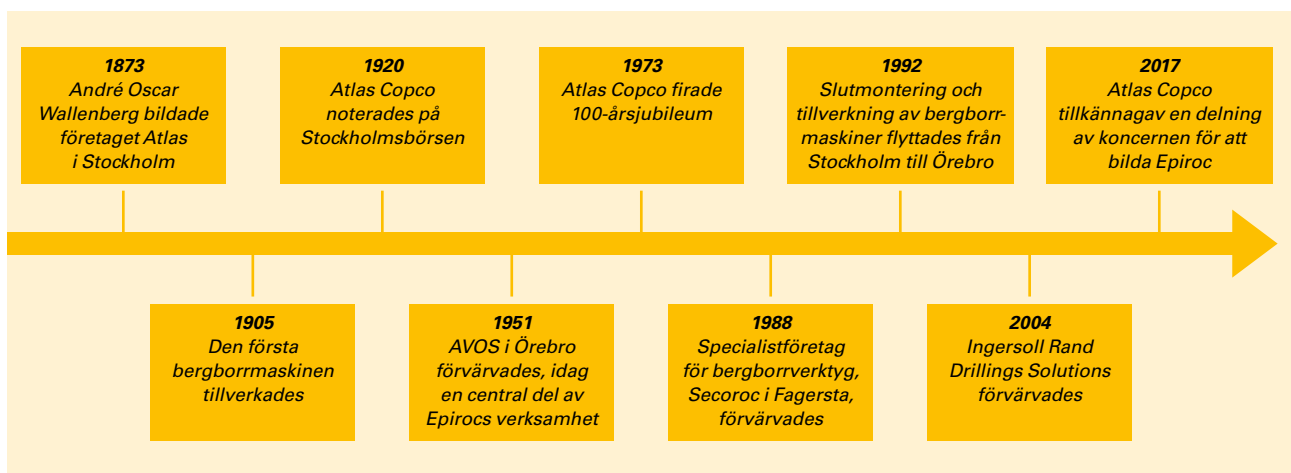 1873
André Oscar
Wallenberg bildade
företaget Atlas
i Stockholm
1920
Atlas Copco
noterades på
Stockholmsbörsen
1973
Atlas Copco firade
100-årsjubileum
1992
Slutmontering och
tillverkning av bergborr-
maskiner flyttades från
Stockholm till Örebro
2017
Atlas Copco
tillkännagav en delning
av koncernen för att
bilda Epiroc
1905
Den första
bergborrmaskinen
tillverkades
1951
AVOS i Örebro
förvärvades, idag
en central del av
Epirocs verksamhet
1988
Specialistföretag
för bergborrverktyg,
Secoroc i Fagersta,
förvärvades
2004
Ingersoll Rand
Drillings Solutions
förvärvades